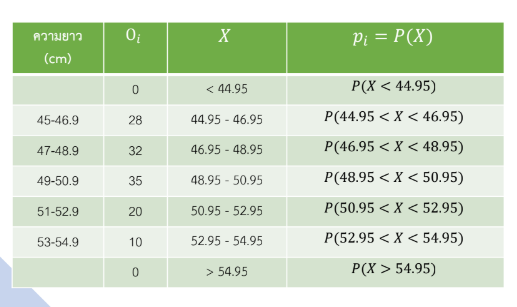 ความยาว (cm) O𝑖 X p𝑖 = P(X)
0 < 44.95 P(X < 44.95)
45-46.9 28 44.95 - 46.95 P(44.95 < X < 46.95)
47-48.9 32 46.95 - 48.95 P(46.95 < X < 48.95)
49-50.9 35 48.95 - 50.95 P(48.95 < X < 50.95)
51-52.9 20 50.95 - 52.95 P(50.95 < X < 52.95)
53-54.9 10 52.95 - 54.95 P(52.95 < X < 54.95)
0 > 54.95 P(X > 54.95)